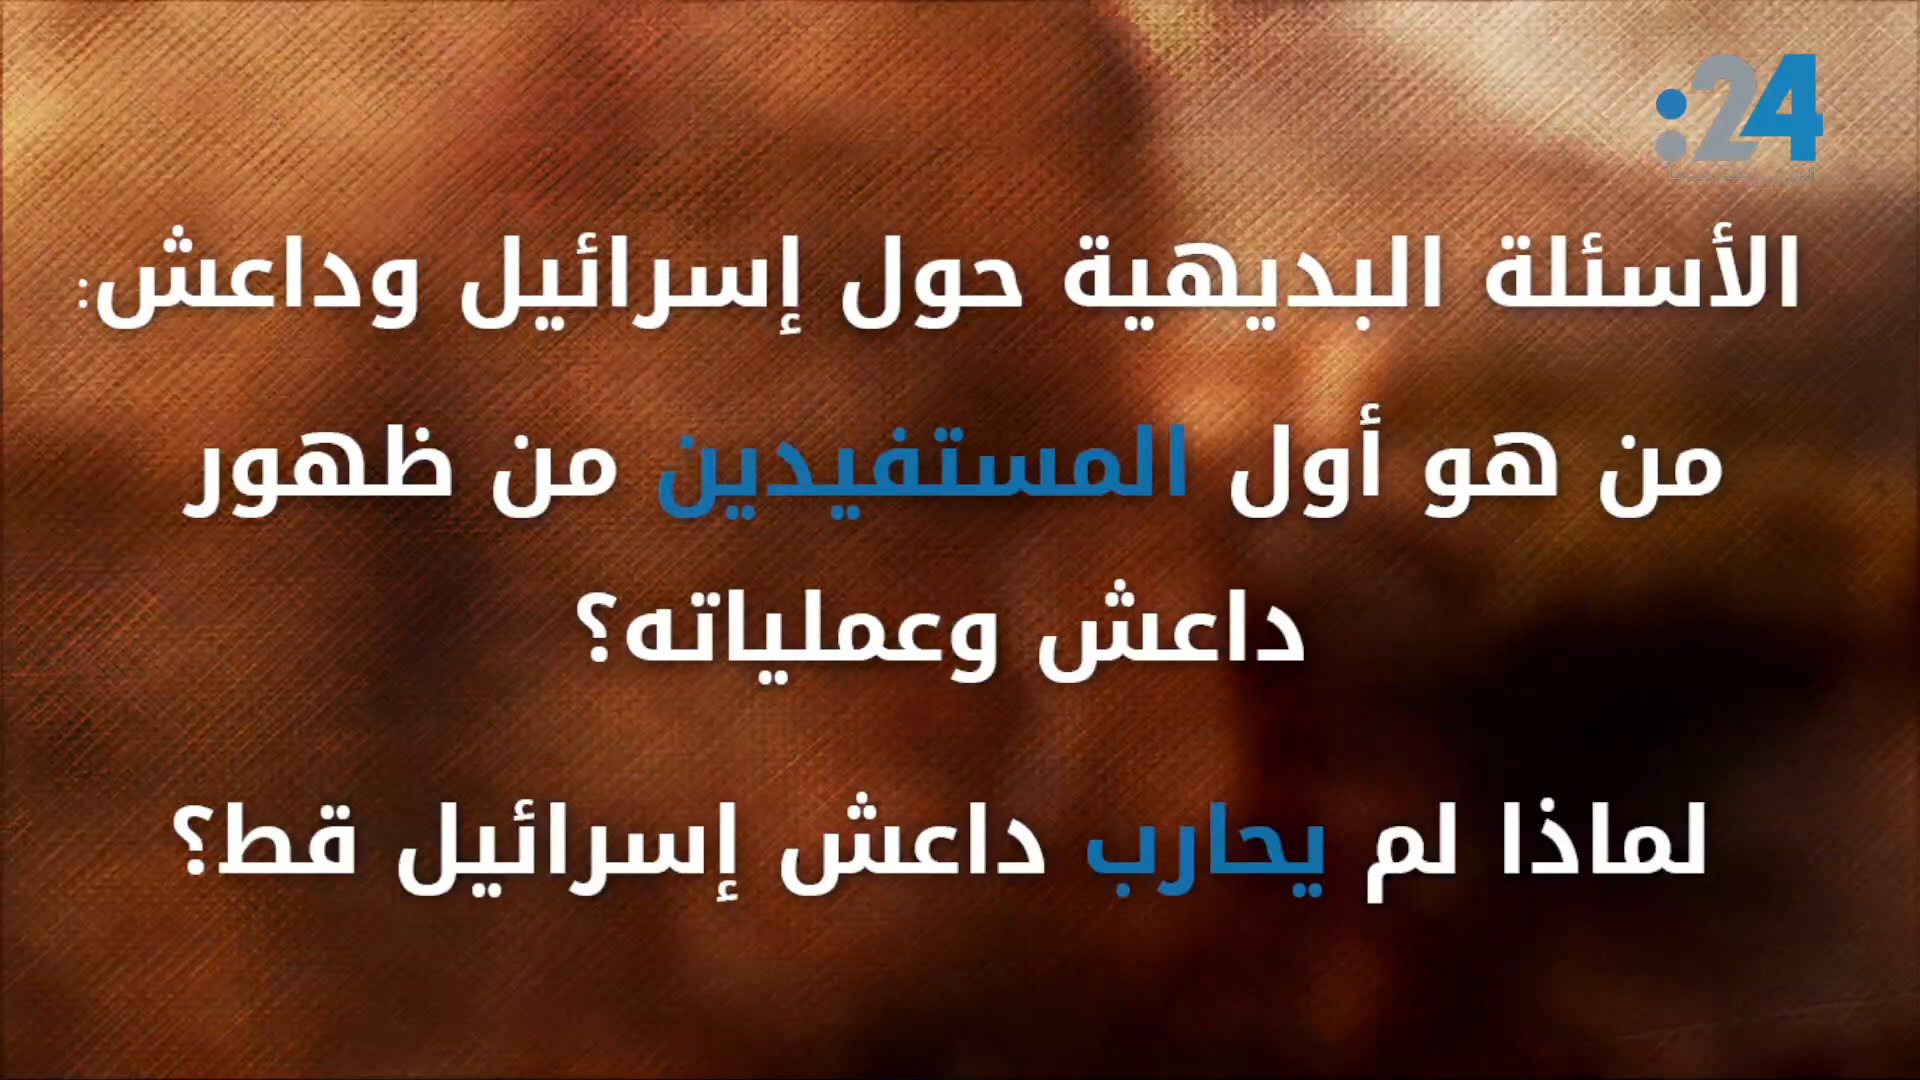 :24
الأسئلة البديهية حول إسرائيل وداعش:
من هو أول المستفيدين من ظهور
داعش وعملياته؟
لماذا لم يحارب داعش إسرائيل قط؟